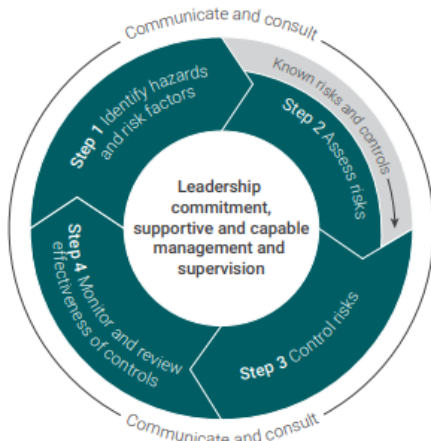 Communicate and consult
Known risks and controls
Step 1 Identify hazards
and risk factors
Step 2 Assess risks
Leadership
commitment,
supportive and capable
management and
supervision
Step 3 Control risks
Step 4 Monitor and review
effectiveness of controls
Communicate and consult